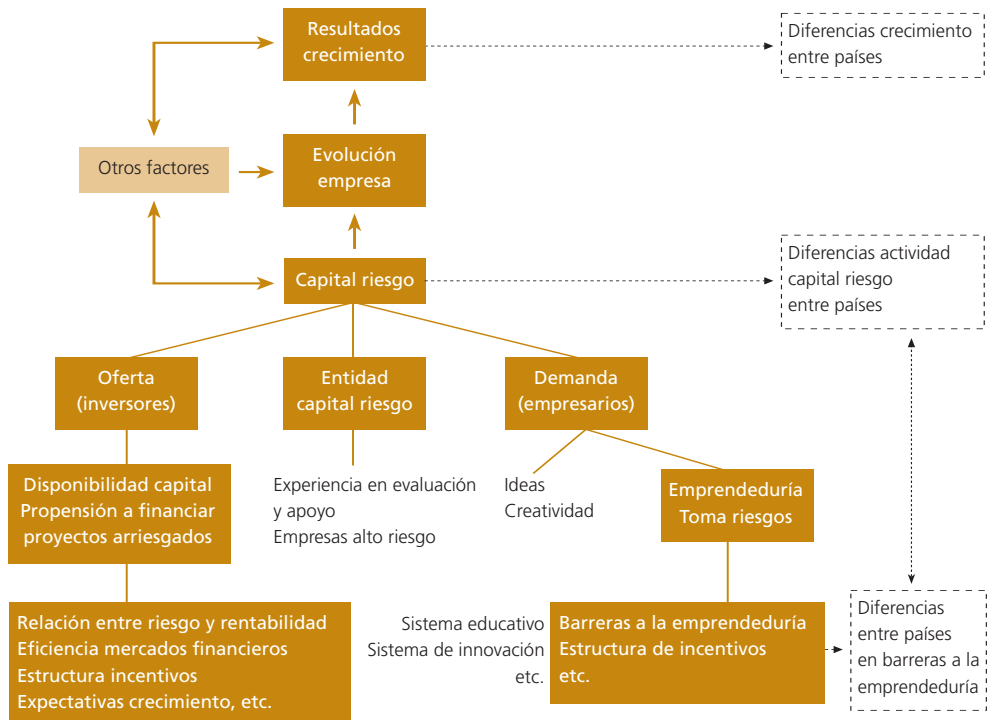 Resultados
crecimiento
Diferencias crecimiento
entre países
Otros factores
Evolución
empresa
Capital riesgo
Diferencias actividad
capital riesgo
entre países
Oferta
(inversores)
Entidad
capital riesgo
Demanda
(empresarios)
Disponibilidad capital
Propensión a financiar
proyectos arriesgados
Experiencia en evaluación
y apoyo
Empresas alto riesgo
Ideas
Creatividad
Emprendeduría
Toma riesgos
Relación entre riesgo y rentabilidad
Eficiencia mercados financieros
Estructura incentivos
Expectativas crecimiento, etc.
Sistema educativo
Sistema de innovación
etc.
Barreras a la emprendeduría
Estructura de incentivos
etc.
Diferencias
entre países
en barreras a la
emprendeduría